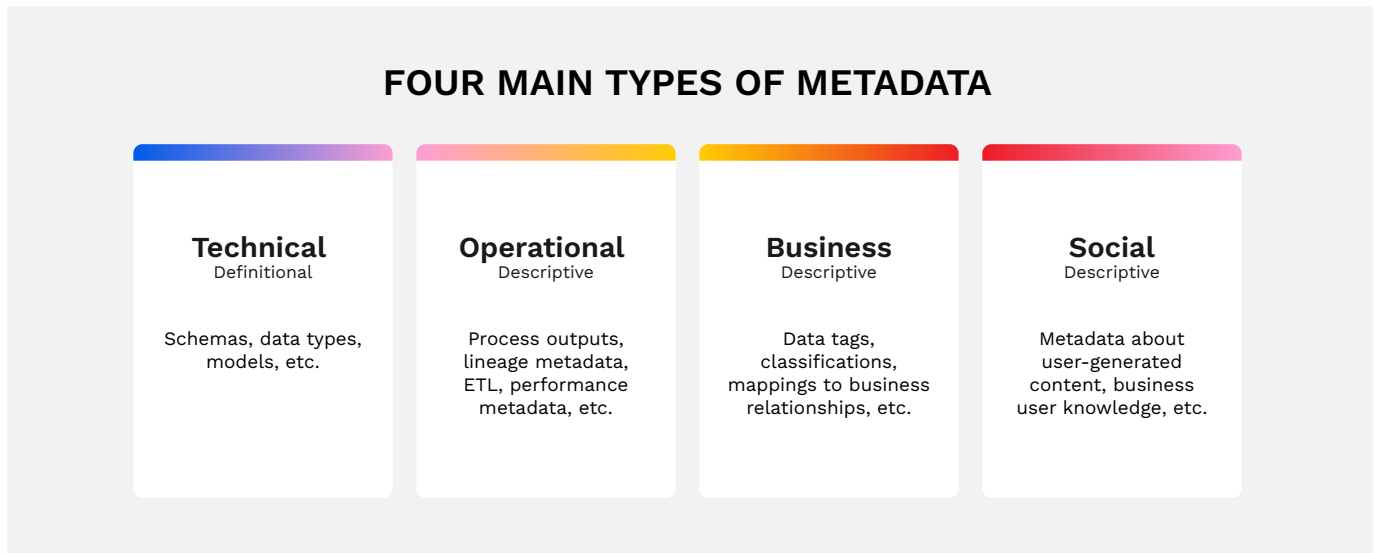 FOUR MAIN TYPES OF METADATA
Technical
Definitional
Schemas, data types,
models, etc.
Operational
Descriptive
Process outputs,
lineage metadata,
ETL, performance
metadata, etc.
Business
Descriptive
Data tags,
classifications,
mappings to business
relationships, etc.
Social
Descriptive
Metadata about
user-generated
content, business
user knowledge, etc.